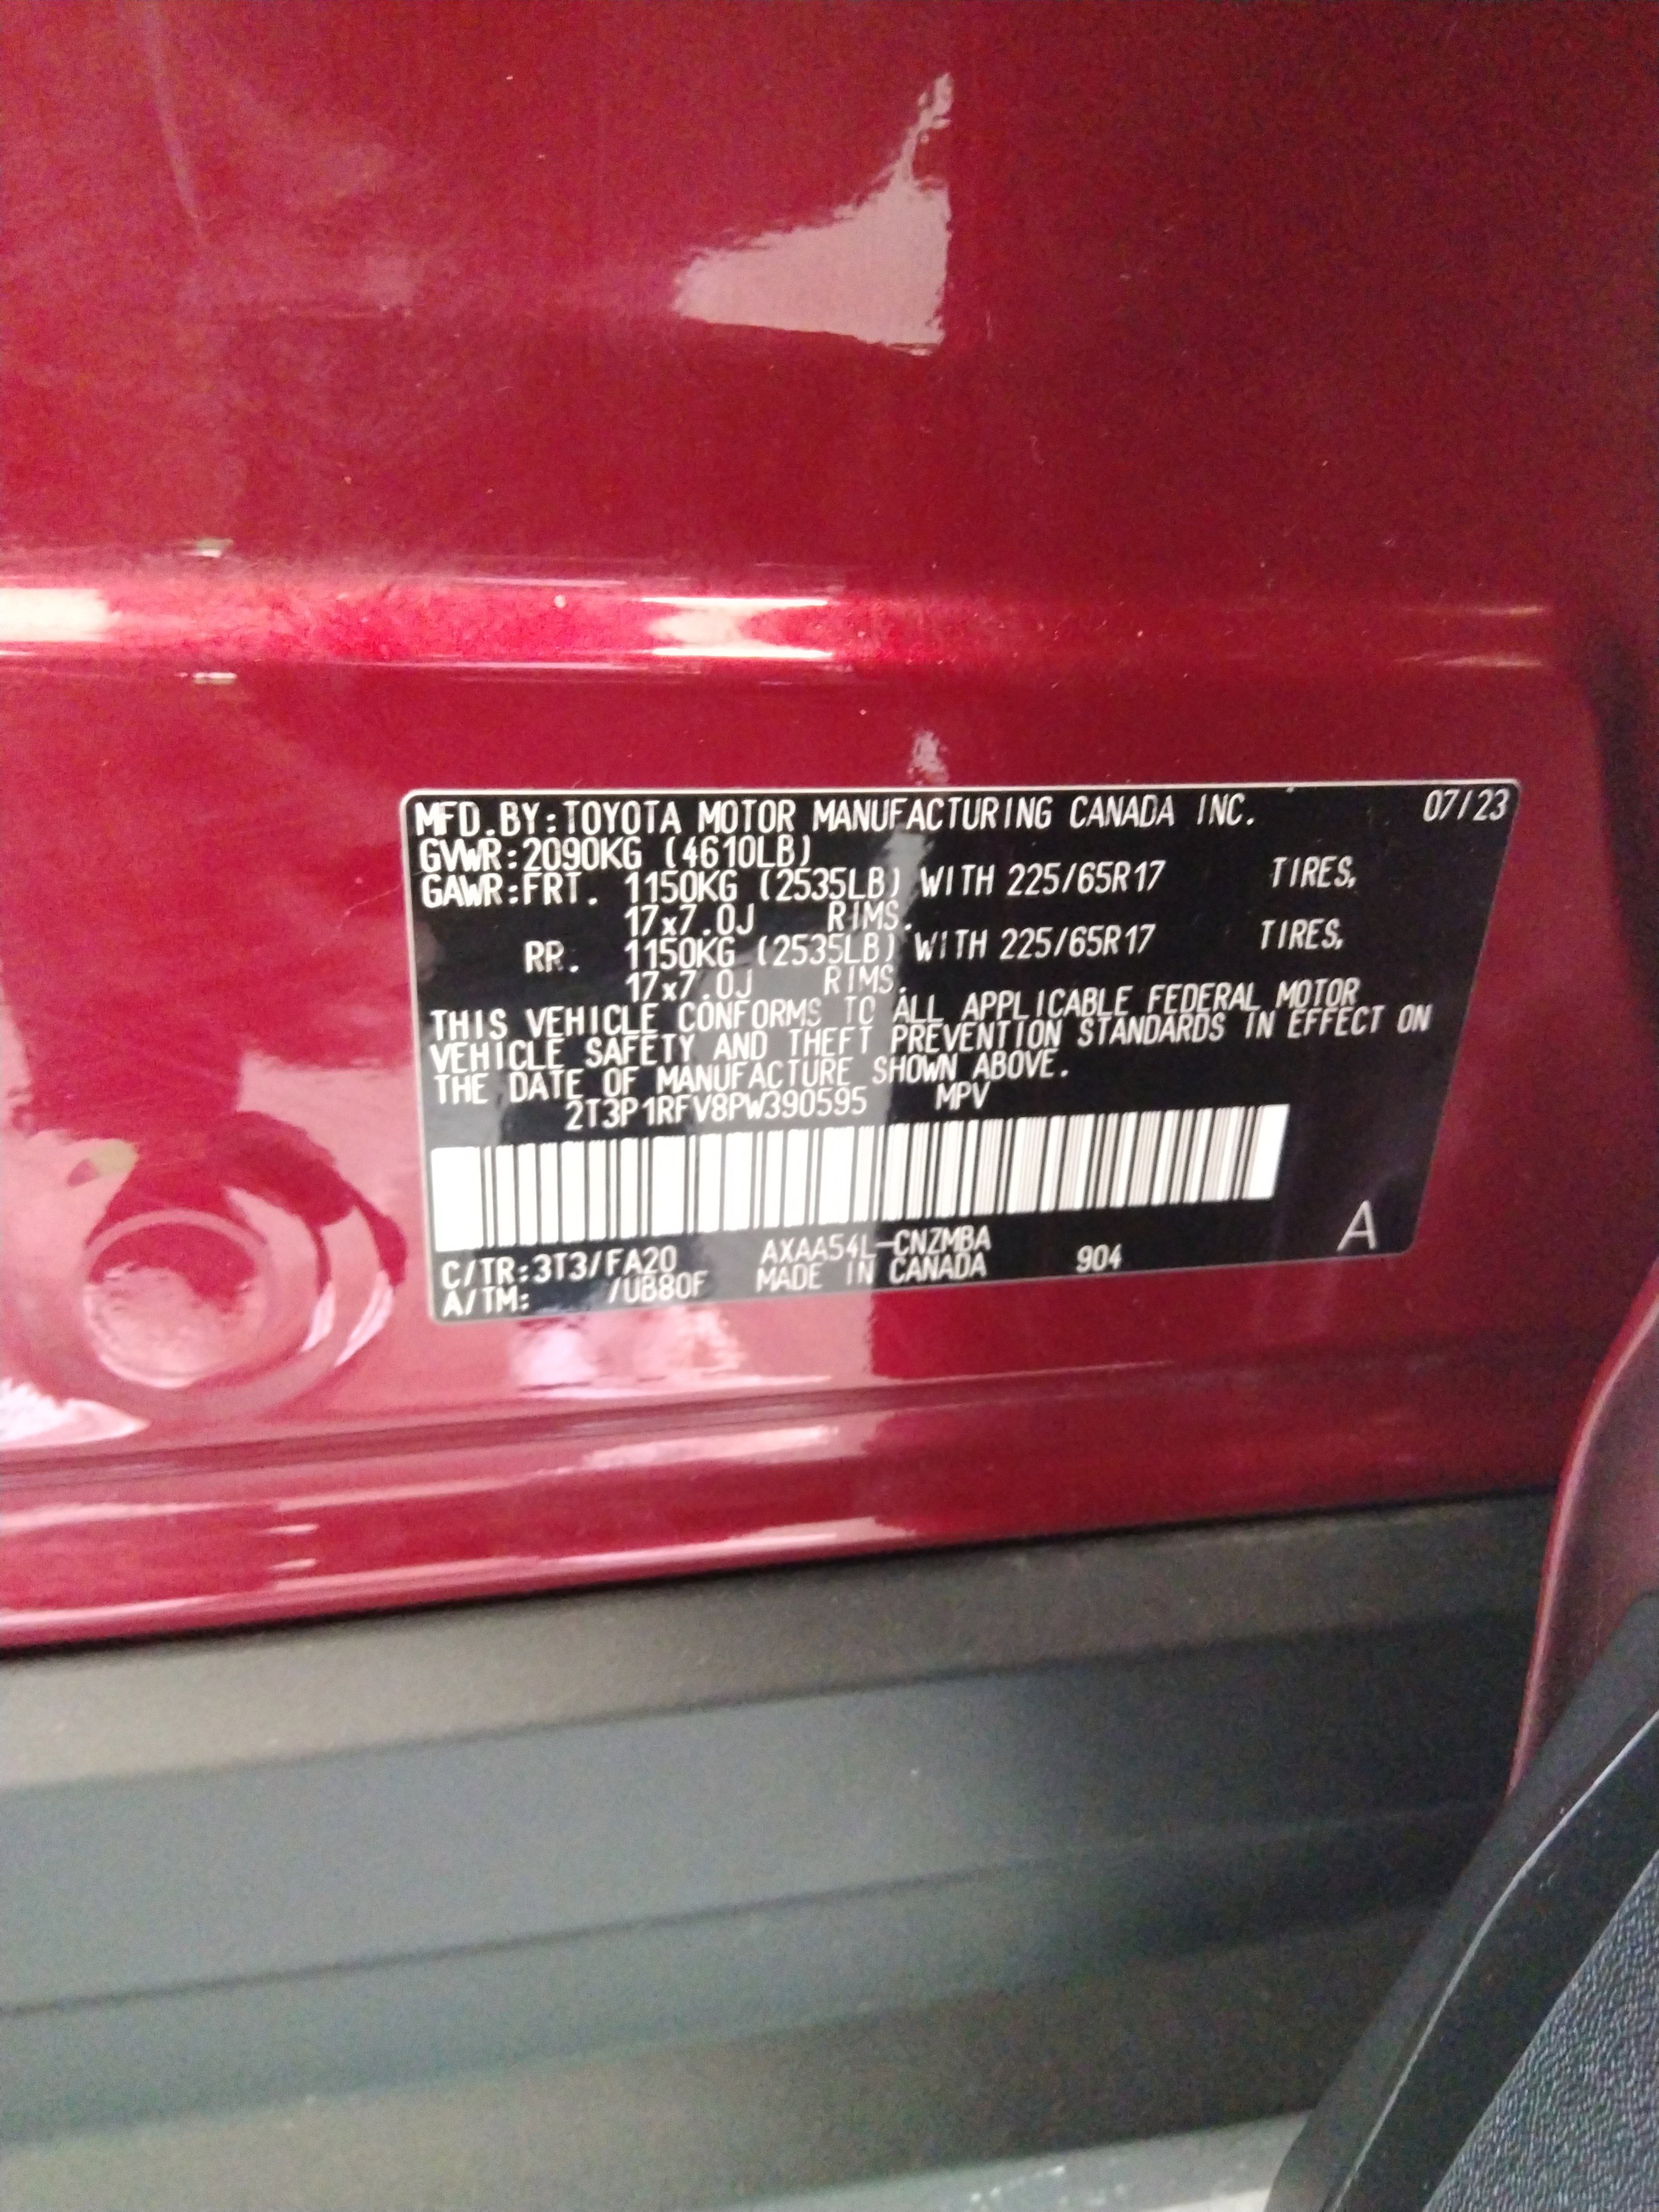 MFD.BY:TOYOTA MOTOR MANUFACTURING CANADA INC. 07/23
GVWR:2090KG (4610LB)
GAWR:FRT. 1150KG (2535LB) WITH 225/65R17 TIRES,
17x7.0J RIMS.
RR. 1150KG (2535LB) WITH 225/65R17 TIRES,
17x7.0J RIMS.
THIS VEHICLE CONFORMS TO ALL APPLICABLE FEDERAL MOTOR
VEHICLE SAFETY AND THEFT PREVENTION STANDARDS IN EFFECT ON
THE DATE OF MANUFACTURE SHOWN ABOVE.
2T3P1RFV8PW390595 MPV
C/TR:3T3/FA20 AXAA54L-CNZMBA 904 A
A/TM: /UB80F MADE IN CANADA